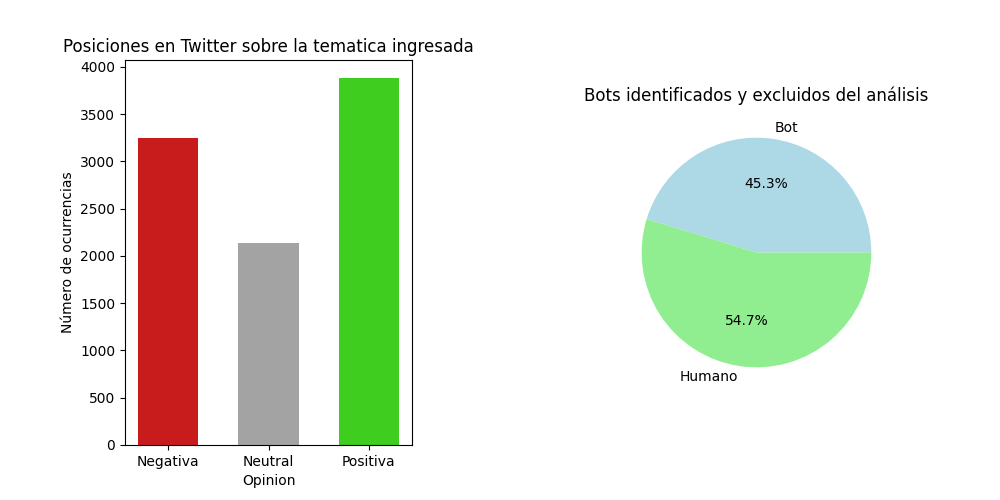 Posiciones en Twitter sobre la tematica ingresada
Número de ocurrencias
4000
3500
3000
2500
2000
1500
1000
500
0
Negativa
Neutral
Positiva
Opinion
Bots identificados y excluidos del análisis
Bot
45.3%
54.7%
Humano